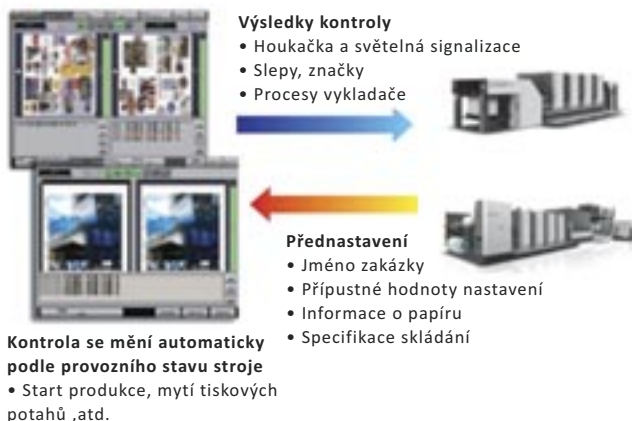 Výsledky kontroly
• Houkačka a světelná signalizace
• Slepy, značky
• Procesy vykladače
Přednastavení
• Jméno zakázky
• Přípustné hodnoty nastavení
• Informace o papíru
• Specifikace skládání
Kontrola se mění automaticky
podle provozního stavu stroje
• Start produkce, mytí tiskových
potahů ,atd.